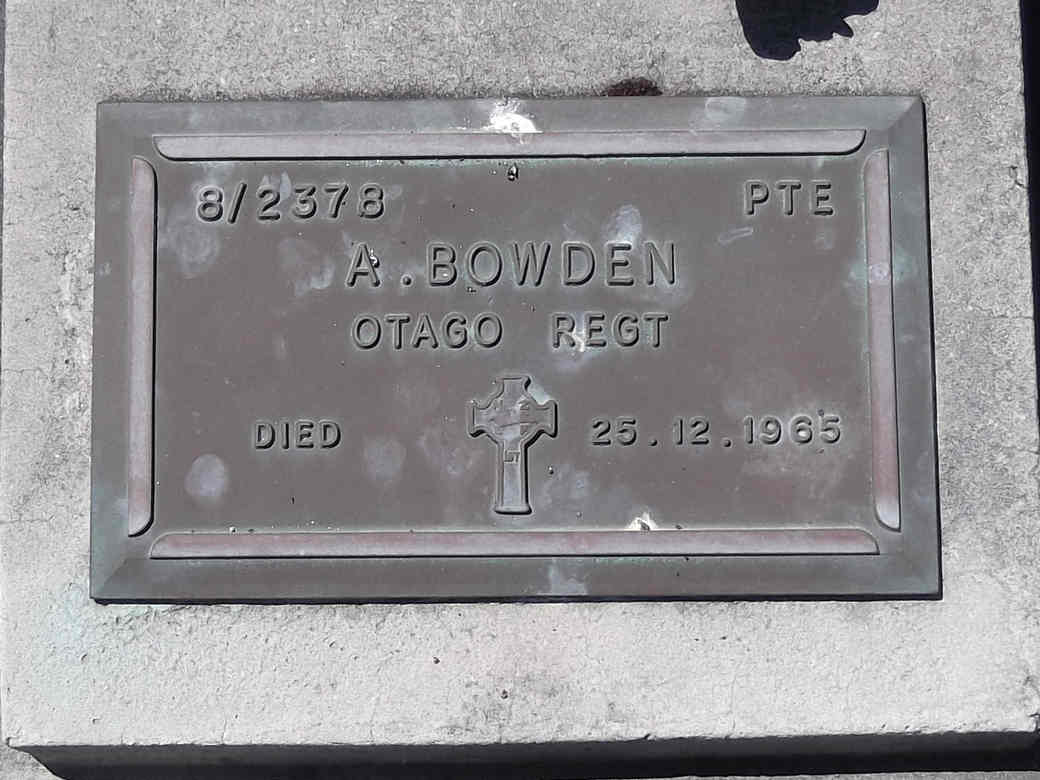 8/2378 PTE
A. BOWDEN
OTAGO REGT
DIED 25.12.1965